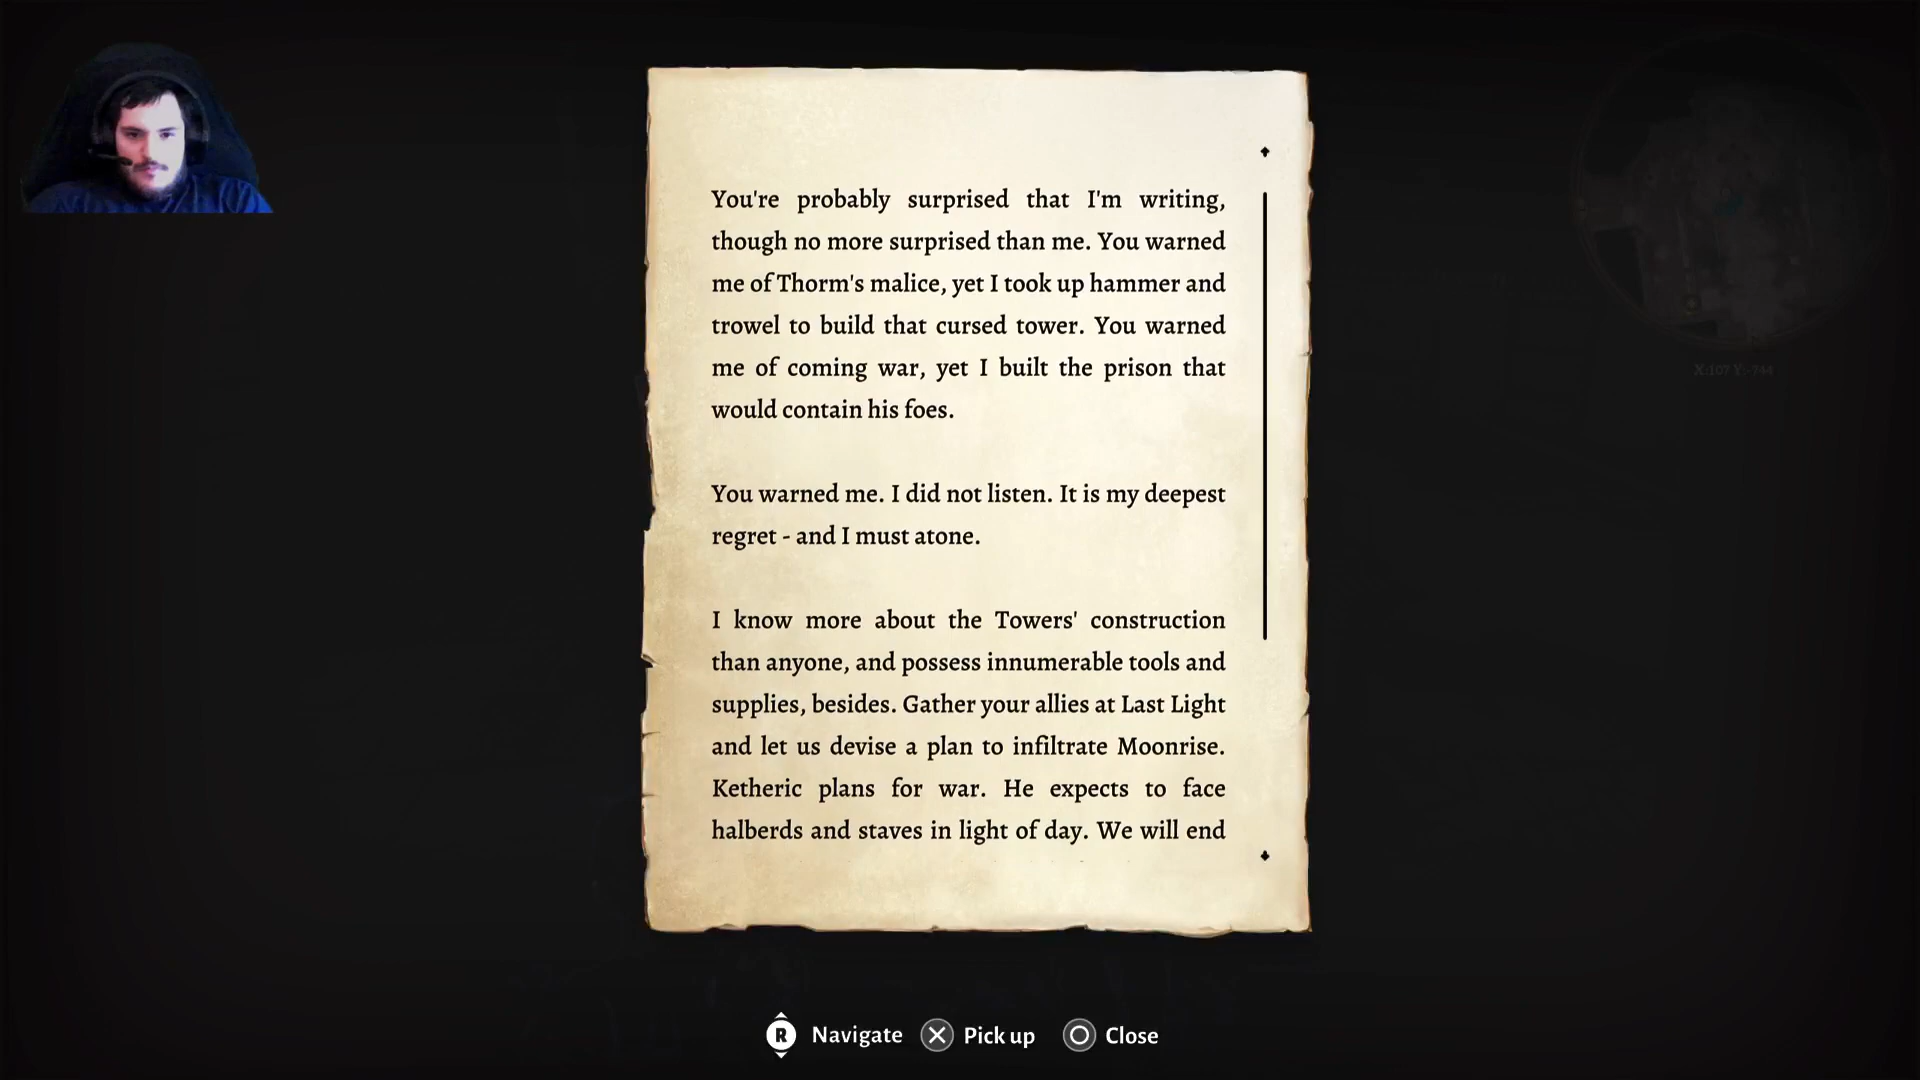 You're probably surprised that I'm writing,
though no more surprised than me. You warned
me of Thorm's malice, yet I took up hammer and
trowel to build that cursed tower. You warned
me of coming war, yet I built the prison that
would contain his foes.
You warned me. I did not listen. It is my deepest
regret - and I must atone.
I know more about the Towers' construction
than anyone, and possess innumerable tools and
supplies, besides. Gather your allies at Last Light
and let us devise a plan to infiltrate Moonrise.
Ketheric plans for war. He expects to face
halberds and staves in light of day. We will end
X:107 Y:-744
R Navigate Pick up Close